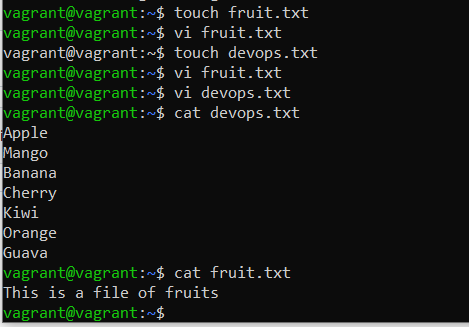 vagrant@vagrant:~$ touch fruit.txt
vagrant@vagrant:~$ vi fruit.txt
vagrant@vagrant:~$ touch devops.txt
vagrant@vagrant:~$ vi fruit.txt
vagrant@vagrant:~$ vi devops.txt
vagrant@vagrant:~$ cat devops.txt
Apple
Mango
Banana
Cherry
Kiwi
Orange
Guava
vagrant@vagrant:~$ cat fruit.txt
This is a file of fruits
vagrant@vagrant:~$